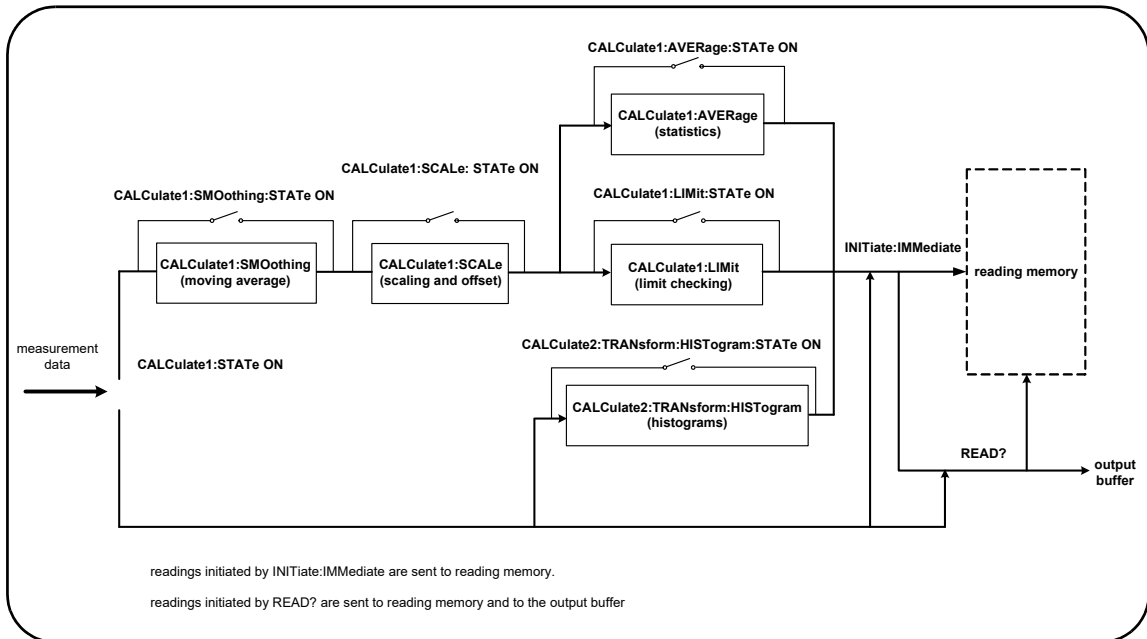 CALCulate1:AVERage:STATe ON
CALCulate1:AVERage
(statistics)
CALCulate1:SCALe: STATe ON
CALCulate1:SMOothing:STATe ON
CALCulate1:LIMit:STATe ON
CALCulate1:SMOothing
(moving average)
CALCulate1:SCALe
(scaling and offset)
CALCulate1:LIMit
(limit checking)
INITiate:IMMediate
reading memory
measurement
data
CALCulate1:STATe ON
CALCulate2:TRANsform:HISTogram:STATe ON
CALCulate2:TRANsform:HISTogram
(histograms)
READ?
output
buffer
readings initiated by INITiate:IMMediate are sent to reading memory.
readings initiated by READ? are sent to reading memory and to the output buffer